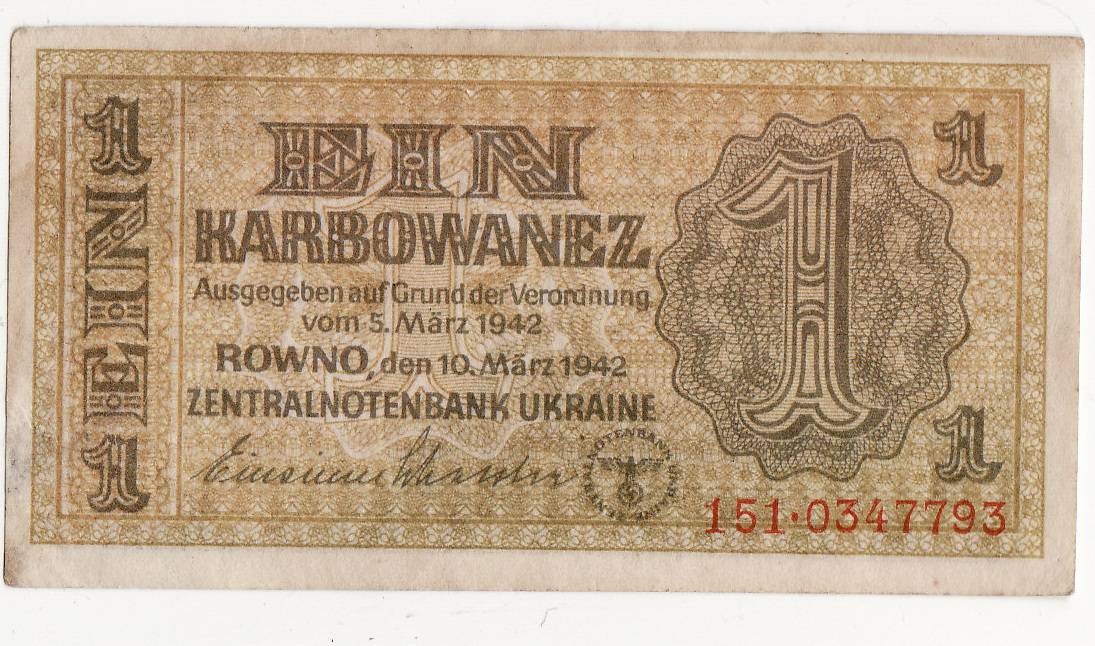 1
EIN
1
EIN
KARBOWANEZ
Ausgegeben auf Grund der Verordnung
vom 5. März 1942
ROWNO, den 10. März 1942
ZENTRALNOTENBANK UKRAINE
1
1
1
151·0347793